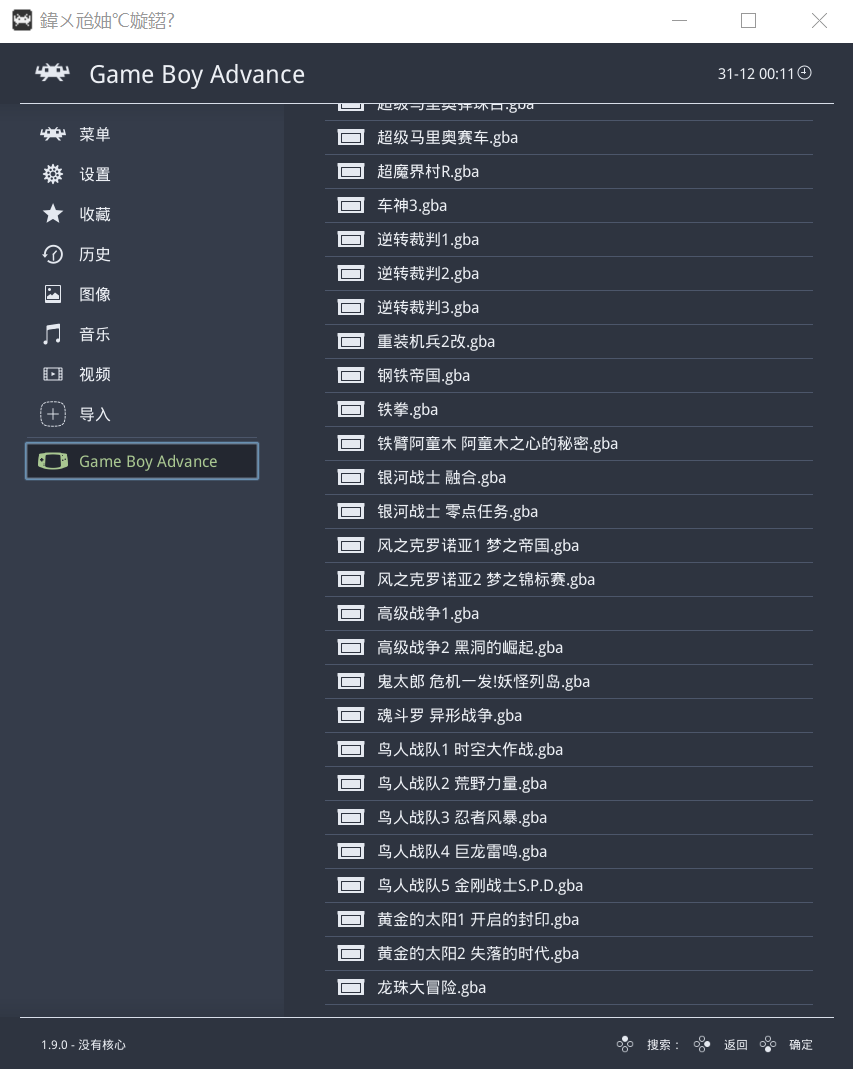 鍏ㄨ兘妯℃嫙鍣?
Game Boy Advance
31-12 00:11
菜单
设置
收藏
历史
图像
音乐
视频
导入
Game Boy Advance
超级马里奥弹珠台.gba
超级马里奥赛车.gba
超魔界村R.gba
车神3.gba
逆转裁判1.gba
逆转裁判2.gba
逆转裁判3.gba
重装机兵2改.gba
钢铁帝国.gba
铁拳.gba
铁臂阿童木 阿童木之心的秘密.gba
银河战士 融合.gba
银河战士 零点任务.gba
风之克罗诺亚1 梦之帝国.gba
风之克罗诺亚2 梦之锦标赛.gba
高级战争1.gba
高级战争2 黑洞的崛起.gba
鬼太郎 危机一发!妖怪列岛.gba
魂斗罗 异形战争.gba
鸟人战队1 时空大作战.gba
鸟人战队2 荒野力量.gba
鸟人战队3 忍者风暴.gba
鸟人战队4 巨龙雷鸣.gba
鸟人战队5 金刚战士S.P.D.gba
黄金的太阳1 开启的封印.gba
黄金的太阳2 失落的时代.gba
龙珠大冒险.gba
1.9.0 - 没有核心
搜索：
返回
确定